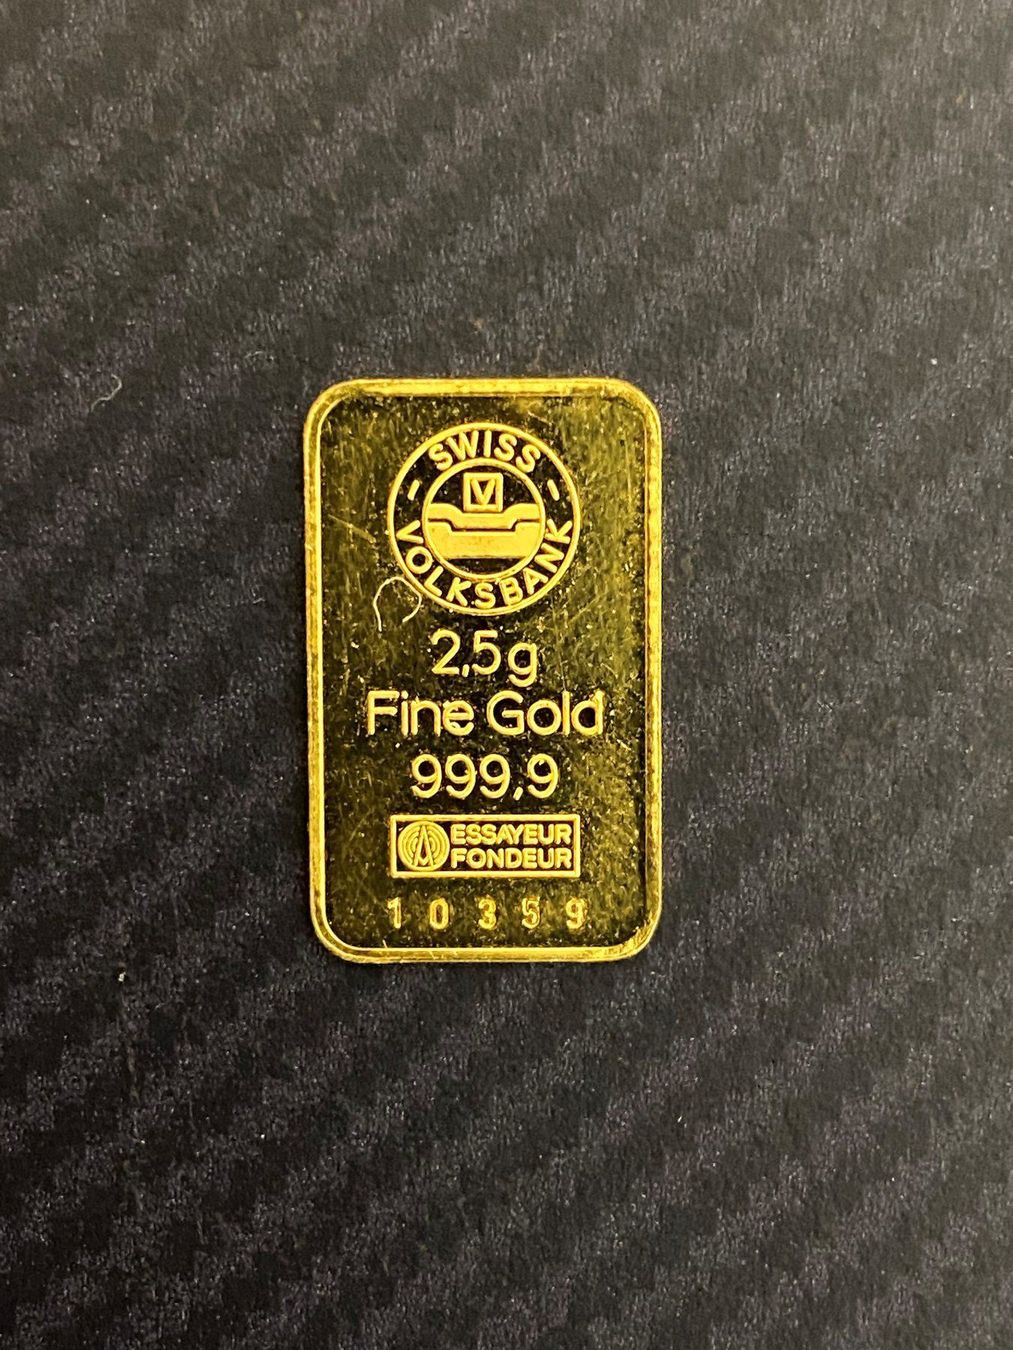 SWISS
V
VOLKSBANK
2,5g
Fine Gold
999,9
ESSAYEUR
FONDEUR
10359